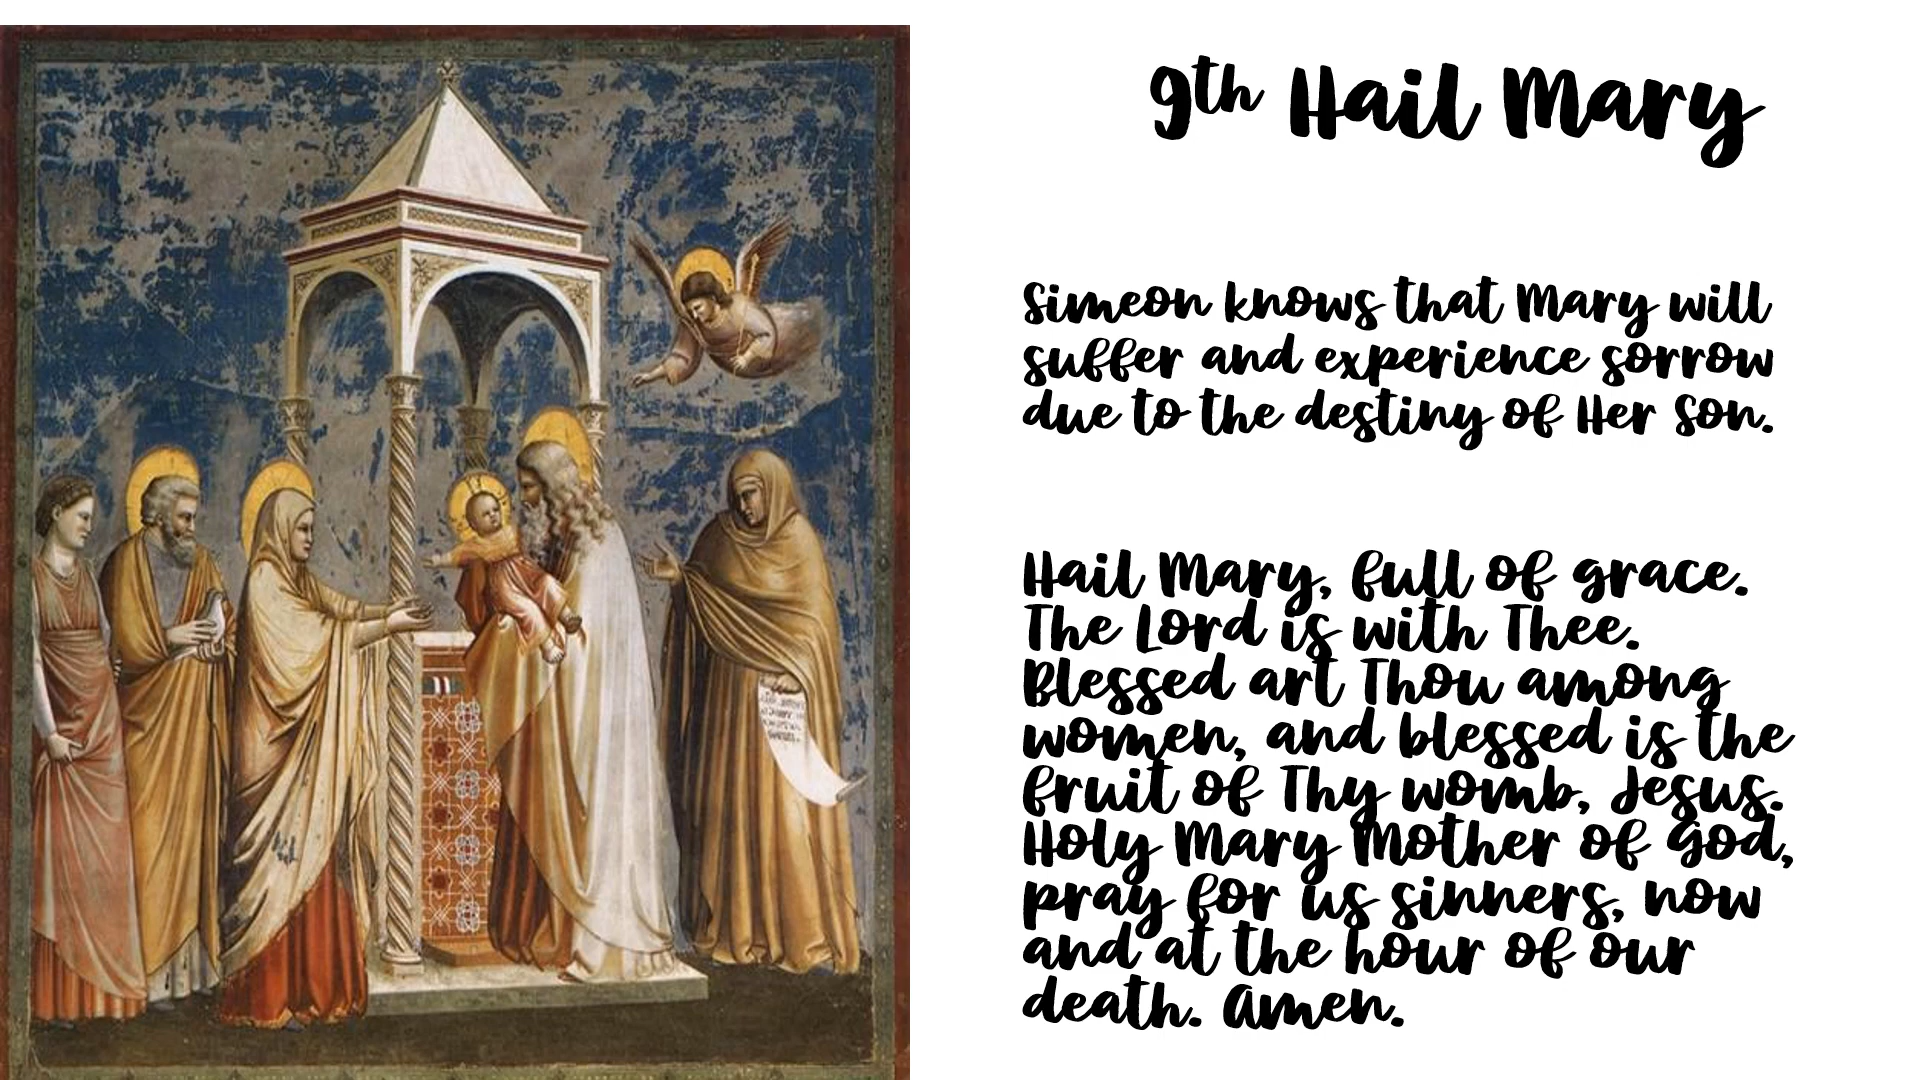 9th Hail Mary
Simeon knows that Mary will
suffer and experience sorrow
due to the destiny of Her Son.
Hail Mary, full of grace.
The Lord is with Thee.
Blessed art Thou among
women, and blessed is the
fruit of Thy womb, Jesus.
Holy Mary Mother of God,
pray for us sinners, now
and at the hour of our
death. Amen.